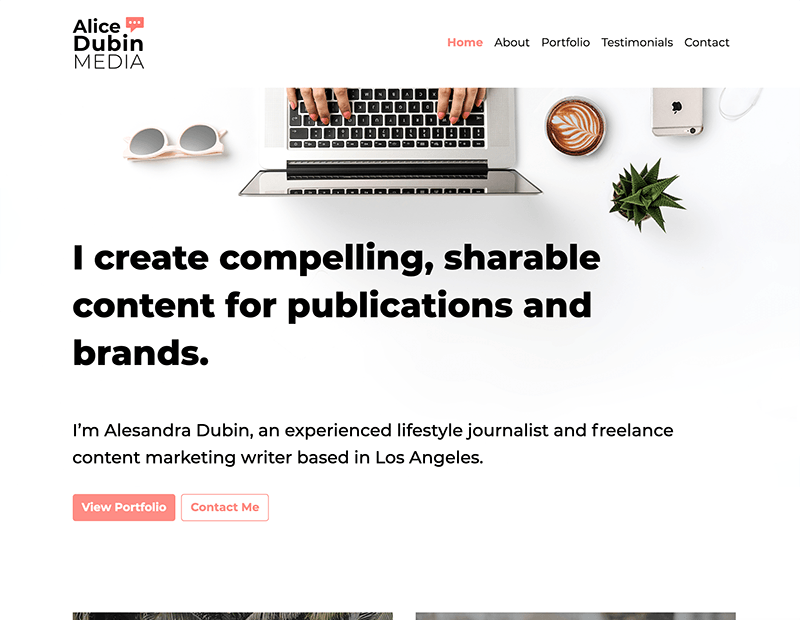 Alice
Dubin
MEDIA
Home About Portfolio Testimonials Contact
I create compelling, sharable
content for publications and
brands.
I’m Alesandra Dubin, an experienced lifestyle journalist and freelance
content marketing writer based in Los Angeles.
View Portfolio Contact Me